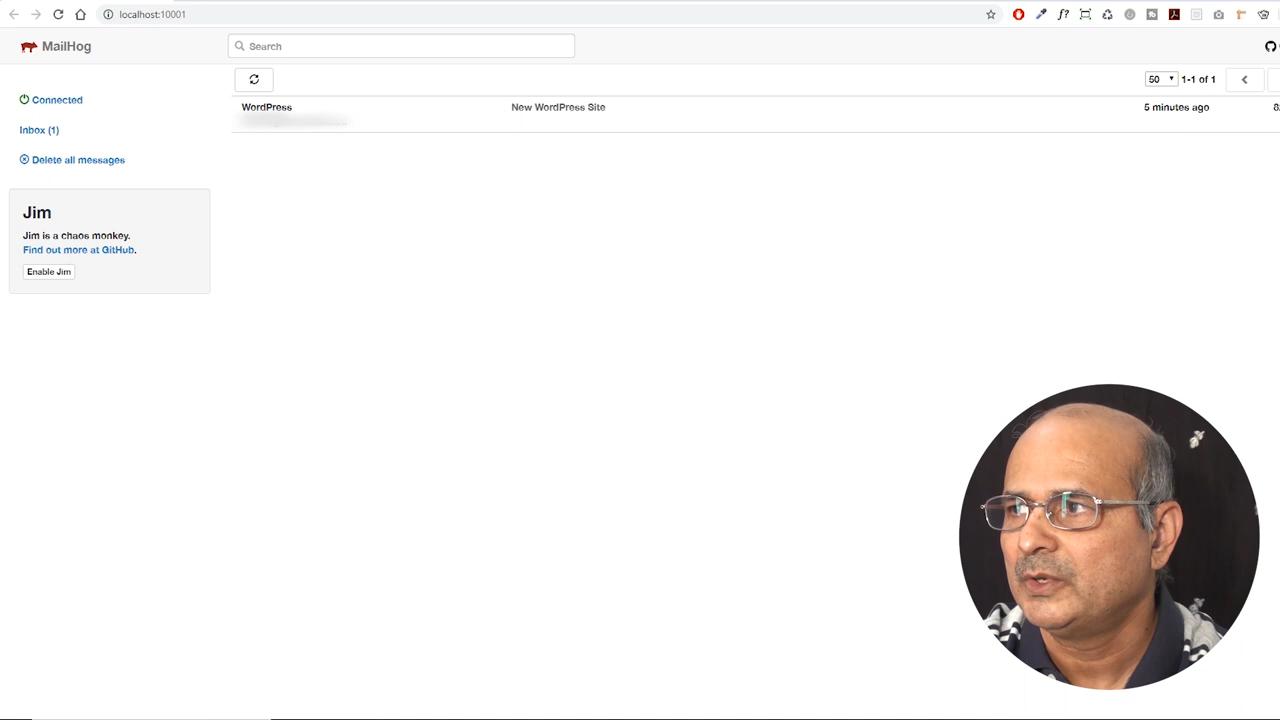 localhost:10001
f?
MailHog
Search
50
1-1 of 1
Connected
WordPress
New WordPress Site
5 minutes ago
Inbox (1)
Delete all messages
Jim
Jim is a chaos monkey.
Find out more at GitHub.
Enable Jim